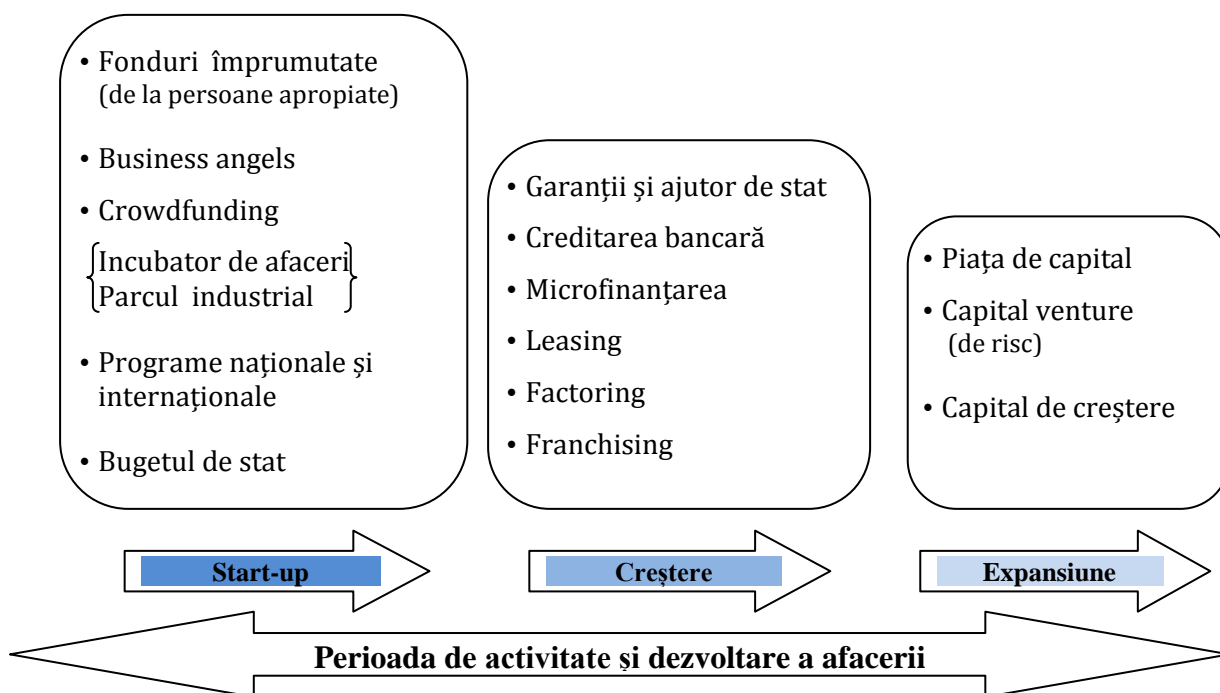 • Fonduri împrumutate
(de la persoane apropiate)
• Business angels
• Crowdfunding
Incubator de afaceri
Parcul industrial
• Programe naționale și
internaționale
• Bugetul de stat
• Garanții și ajutor de stat
• Creditarea bancară
• Microfinanțarea
• Leasing
• Factoring
• Franchising
• Piața de capital
• Capital venture
(de risc)
• Capital de creștere
Start-up
Creștere
Expansiune
Perioada de activitate și dezvoltare a afacerii